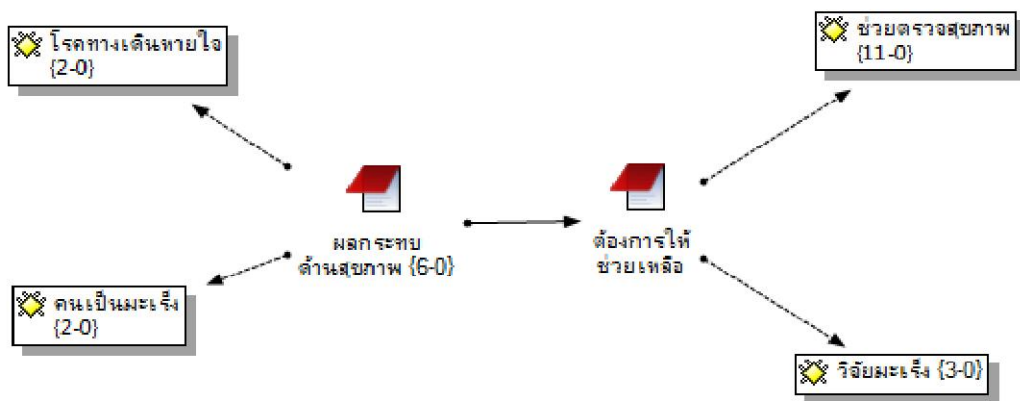 โรคทางเดินหายใจ
{2-0}
ช่วยตรวจสุขภาพ
{11-0}
ผลกระทบ
ด้านสุขภาพ {6-0}
ต้องการให้
ช่วยเหลือ
คนเป็นมะเร็ง
{2-0}
วิจัยมะเร็ง {3-0}